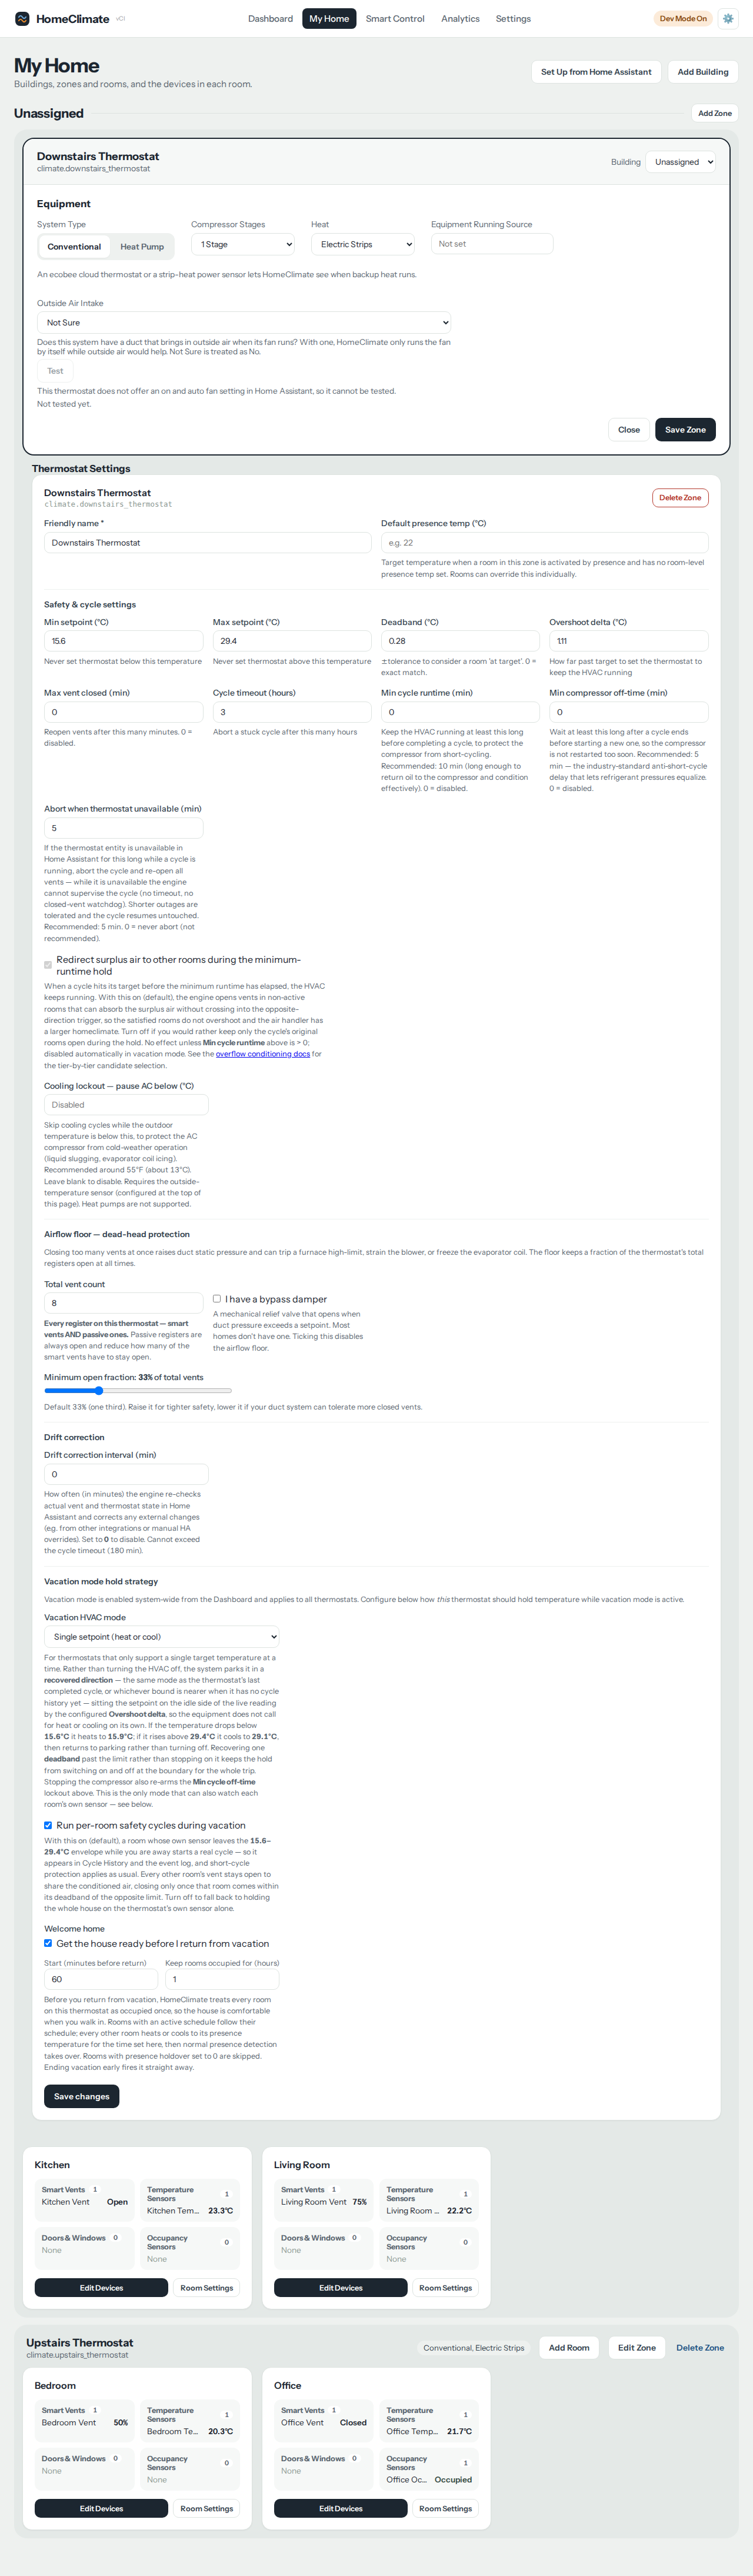 HomeClimate
Dashboard
My Home
Smart Control
Analytics
Settings
Dev Mode On
My Home
Buildings, zones and rooms, and the devices in each room.
Set Up from Home Assistant
Add Building
Unassigned
Add Zone
Downstairs Thermostat
climate.downstairs_thermostat
Building
Unassigned
Equipment
System Type
Compressor Stages
Heat
Equipment Running Source
Conventional
Heat Pump
1 Stage
Electric Strips
Not set
An ecobee cloud thermostat or a strip-heat power sensor lets HomeClimate see when backup heat runs.
Outside Air Intake
Not Sure
Does this system have a duct that brings in outside air when its fan runs? With one, HomeClimate only runs the fan
by itself while outside air would help. Not Sure is treated as No.
Test
This thermostat does not offer an on and auto fan setting in Home Assistant, so it cannot be tested.
Not tested yet.
Close
Save Zone
Thermostat Settings
Downstairs Thermostat
climate.downstairs_thermostat
Delete Zone
Friendly name *
Default presence temp (°C)
Downstairs Thermostat
e.g. 22
Target temperature when a room in this zone is activated by presence and has no room-level
presence temp set. Rooms can override this individually.
Safety & cycle settings
Min setpoint (°C)
Max setpoint (°C)
Deadband (°C)
Overshoot delta (°C)
15.6
29.4
0.28
1.11
Never set thermostat below this temperature
Never set thermostat above this temperature
±tolerance to consider a room 'at target'. 0 =
exact match.
How far past target to set the thermostat to
keep the HVAC running
Max vent closed (min)
Cycle timeout (hours)
Min cycle runtime (min)
Min compressor off-time (min)
0
3
0
0
Reopen vents after this many minutes. 0 =
disabled.
Abort a stuck cycle after this many hours
Keep the HVAC running at least this long
before completing a cycle, to protect the
compressor from short-cycling.
Recommended: 10 min (long enough to
return oil to the compressor and condition
effectively). 0 = disabled.
Wait at least this long after a cycle ends
before starting a new one, so the compressor
is not restarted too soon. Recommended: 5
min — the industry-standard anti-short-cycle
delay that lets refrigerant pressures equalize.
0 = disabled.
Abort when thermostat unavailable (min)
5
If the thermostat entity is unavailable in
Home Assistant for this long while a cycle is
running, abort the cycle and re-open all
vents — while it is unavailable the engine
cannot supervise the cycle (no timeout, no
closed-vent watchdog). Shorter outages are
tolerated and the cycle resumes untouched.
Recommended: 5 min. 0 = never abort (not
recommended).
Redirect surplus air to other rooms during the minimum-
runtime hold
When a cycle hits its target before the minimum runtime has elapsed, the HVAC
keeps running. With this on (default), the engine opens vents in non-active
rooms that can absorb the surplus air without crossing into the opposite-
direction trigger, so the satisfied rooms do not overshoot and the air handler has
a larger homeclimate. Turn off if you would rather keep only the cycle's original
rooms open during the hold. No effect unless Min cycle runtime above is > 0;
disabled automatically in vacation mode. See the overflow conditioning docs for
the tier-by-tier candidate selection.
Cooling lockout — pause AC below (°C)
Disabled
Skip cooling cycles while the outdoor
temperature is below this, to protect the AC
compressor from cold-weather operation
(liquid slugging, evaporator coil icing).
Recommended around 55°F (about 13°C).
Leave blank to disable. Requires the outside-
temperature sensor (configured at the top of
this page). Heat pumps are not supported.
Airflow floor — dead-head protection
Closing too many vents at once raises duct static pressure and can trip a furnace high-limit, strain the blower, or freeze the evaporator coil. The floor keeps a fraction of the thermostat's total
registers open at all times.
Total vent count
8
I have a bypass damper
Every register on this thermostat — smart
vents AND passive ones. Passive registers are
always open and reduce how many of the
smart vents have to stay open.
A mechanical relief valve that opens when
duct pressure exceeds a setpoint. Most
homes don't have one. Ticking this disables
the airflow floor.
Minimum open fraction: 33% of total vents
Default 33% (one third). Raise it for tighter safety, lower it if your duct system can tolerate more closed vents.
Drift correction
Drift correction interval (min)
0
How often (in minutes) the engine re-checks
actual vent and thermostat state in Home
Assistant and corrects any external changes
(eg. from other integrations or manual HA
overrides). Set to 0 to disable. Cannot exceed
the cycle timeout (180 min).
Vacation mode hold strategy
Vacation mode is enabled system-wide from the Dashboard and applies to all thermostats. Configure below how this thermostat should hold temperature while vacation mode is active.
Vacation HVAC mode
Single setpoint (heat or cool)
For thermostats that only support a single target temperature at a
time. Rather than turning the HVAC off, the system parks it in a
recovered direction — the same mode as the thermostat's last
completed cycle, or whichever bound is nearer when it has no cycle
history yet — sitting the setpoint on the idle side of the live reading
by the configured Overshoot delta, so the equipment does not call
for heat or cooling on its own. If the temperature drops below
15.6°C it heats to 15.9°C; if it rises above 29.4°C it cools to 29.1°C,
then returns to parking rather than turning off. Recovering one
deadband past the limit rather than stopping on it keeps the hold
from switching on and off at the boundary for the whole trip.
Stopping the compressor also re-arms the Min cycle off-time
lockout above. This is the only mode that can also watch each
room's own sensor — see below.
Run per-room safety cycles during vacation
With this on (default), a room whose own sensor leaves the 15.6–
29.4°C envelope while you are away starts a real cycle — so it
appears in Cycle History and the event log, and short-cycle
protection applies as usual. Every other room's vent stays open to
share the conditioned air, closing only once that room comes within
its deadband of the opposite limit. Turn off to fall back to holding
the whole house on the thermostat's own sensor alone.
Welcome home
Get the house ready before I return from vacation
Start (minutes before return)
Keep rooms occupied for (hours)
60
1
Before you return from vacation, HomeClimate treats every room
on this thermostat as occupied once, so the house is comfortable
when you walk in. Rooms with an active schedule follow their
schedule; every other room heats or cools to its presence
temperature for the time set here, then normal presence detection
takes over. Rooms with presence holdover set to 0 are skipped.
Ending vacation early fires it straight away.
Save changes
Kitchen
Smart Vents 1
Kitchen Vent Open
Temperature
Sensors 1
Kitchen Tem... 23.3°C
Doors & Windows 0
None
Occupancy
Sensors 0
None
Edit Devices
Room Settings
Living Room
Smart Vents 1
Living Room Vent 75%
Temperature
Sensors 1
Living Room ... 22.2°C
Doors & Windows 0
None
Occupancy
Sensors 0
None
Edit Devices
Room Settings
Upstairs Thermostat
climate.upstairs_thermostat
Conventional, Electric Strips
Add Room
Edit Zone
Delete Zone
Bedroom
Smart Vents 1
Bedroom Vent 50%
Temperature
Sensors 1
Bedroom Te... 20.3°C
Doors & Windows 0
None
Occupancy
Sensors 0
None
Edit Devices
Room Settings
Office
Smart Vents 1
Office Vent Closed
Temperature
Sensors 1
Office Temp... 21.7°C
Doors & Windows 0
None
Occupancy
Sensors 1
Office Oc... Occupied
Edit Devices
Room Settings